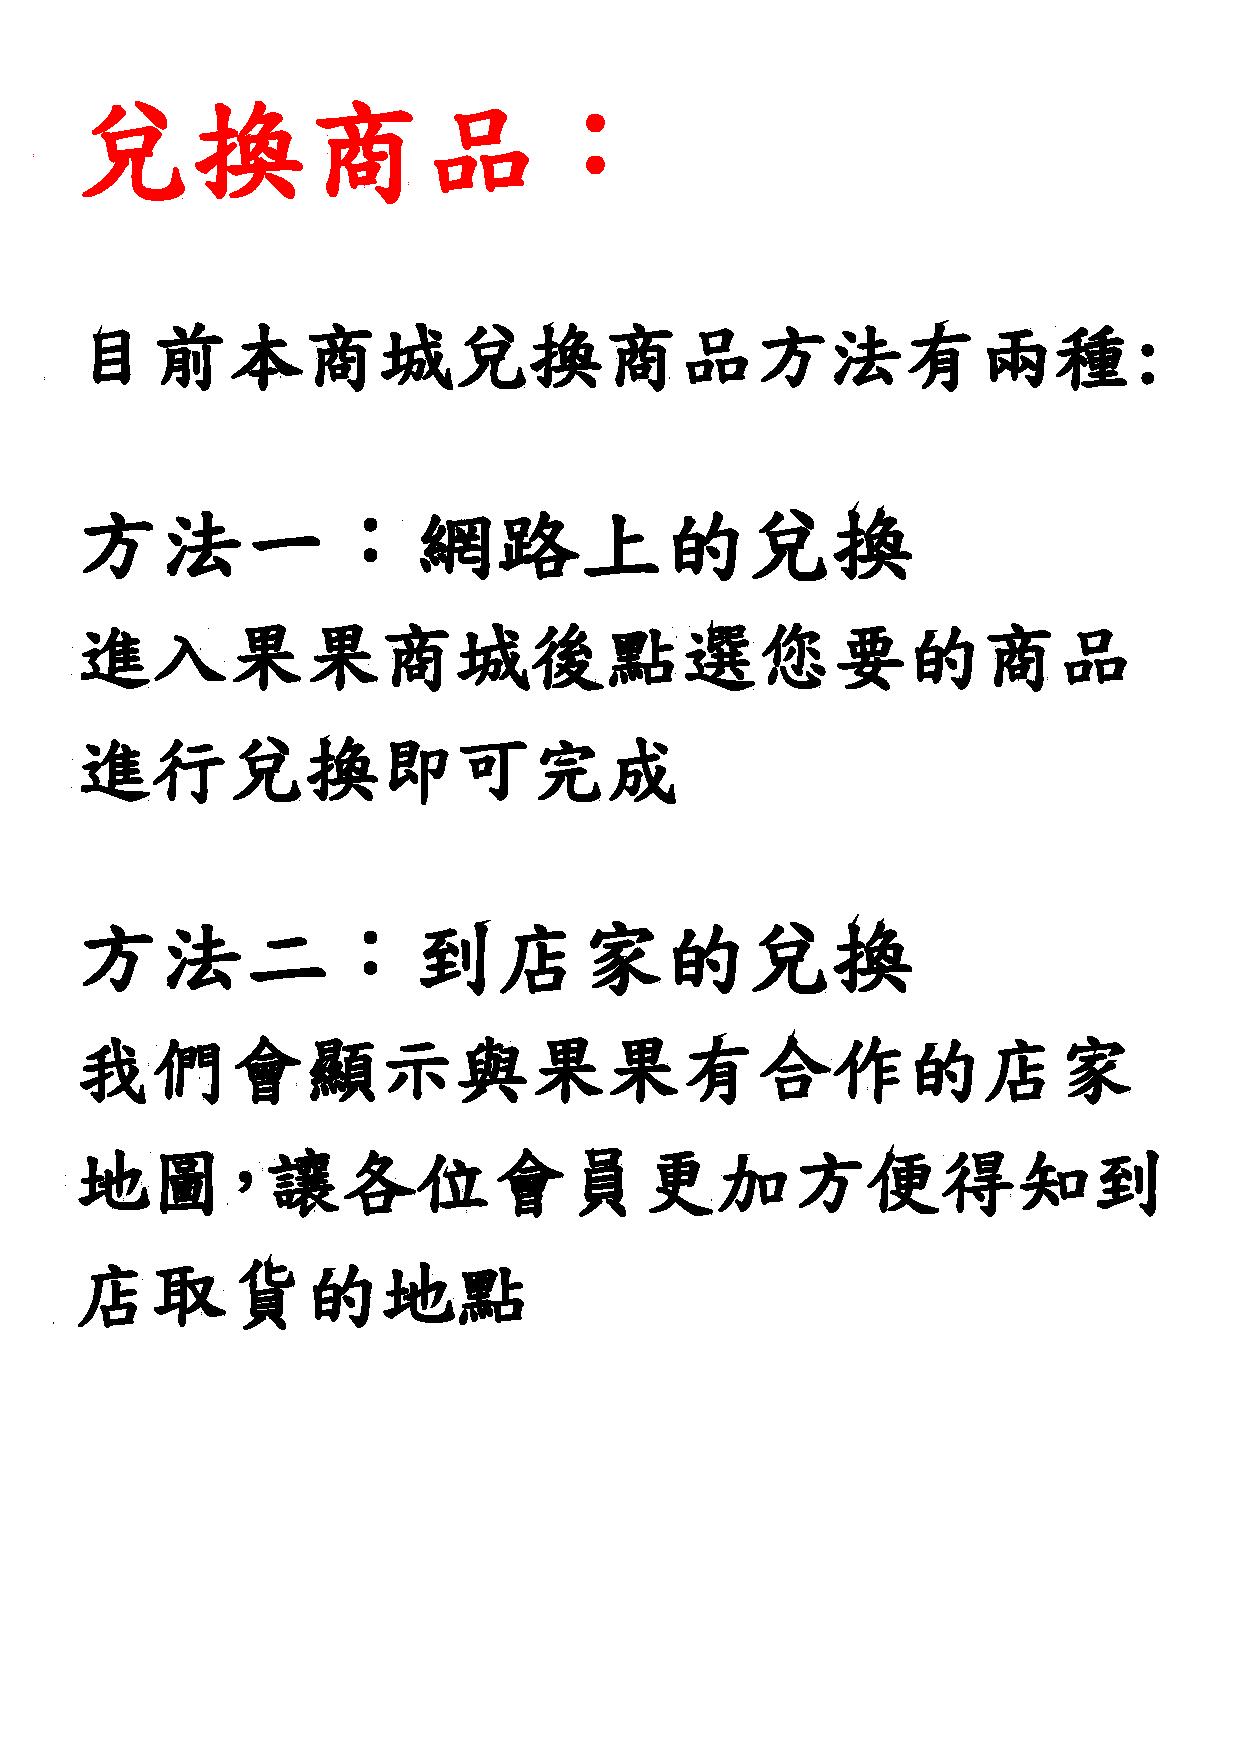 兌換商品：
目前本商城兌換商品方法有兩種:
方法一：網路上的兌換
進入果果商城後點選您要的商品
進行兌換即可完成
方法二：到店家的兌換
我們會顯示與果果有合作的店家
地圖，讓各位會員更加方便得知到
店取貨的地點